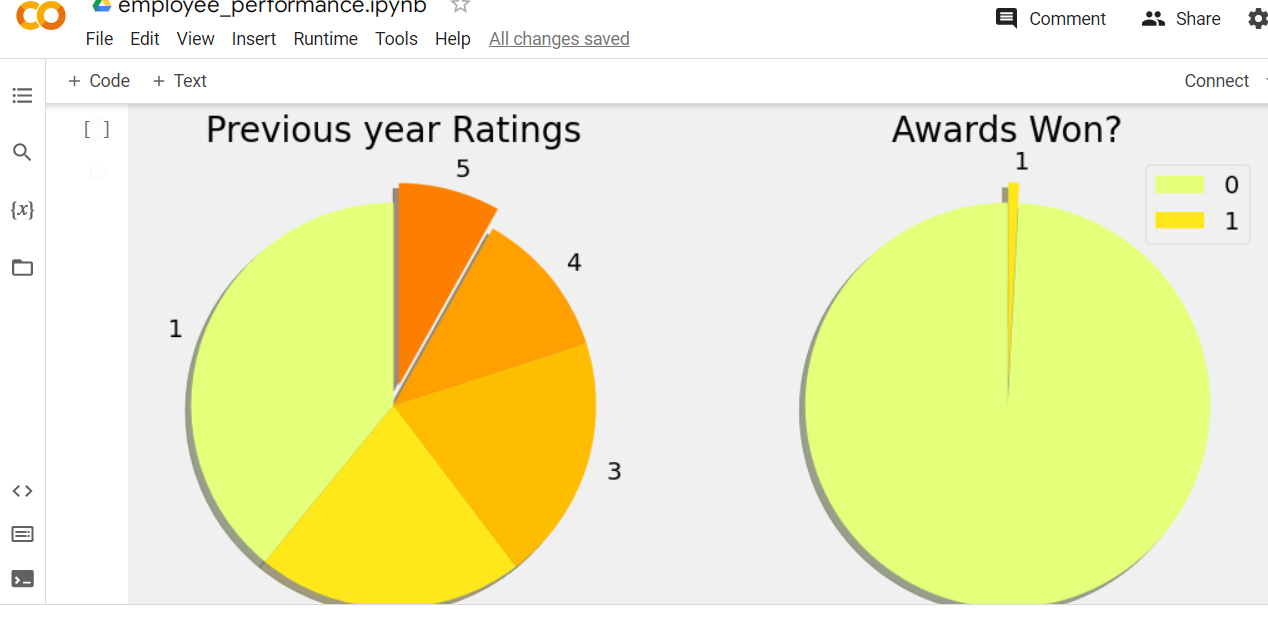 employee_performance.ipynb
Comment
Share
File Edit View Insert Runtime Tools Help All changes saved
+ Code + Text
Connect
[ ]
{x}
Previous year Ratings
5
4
1
3
Awards Won?
1
0
1